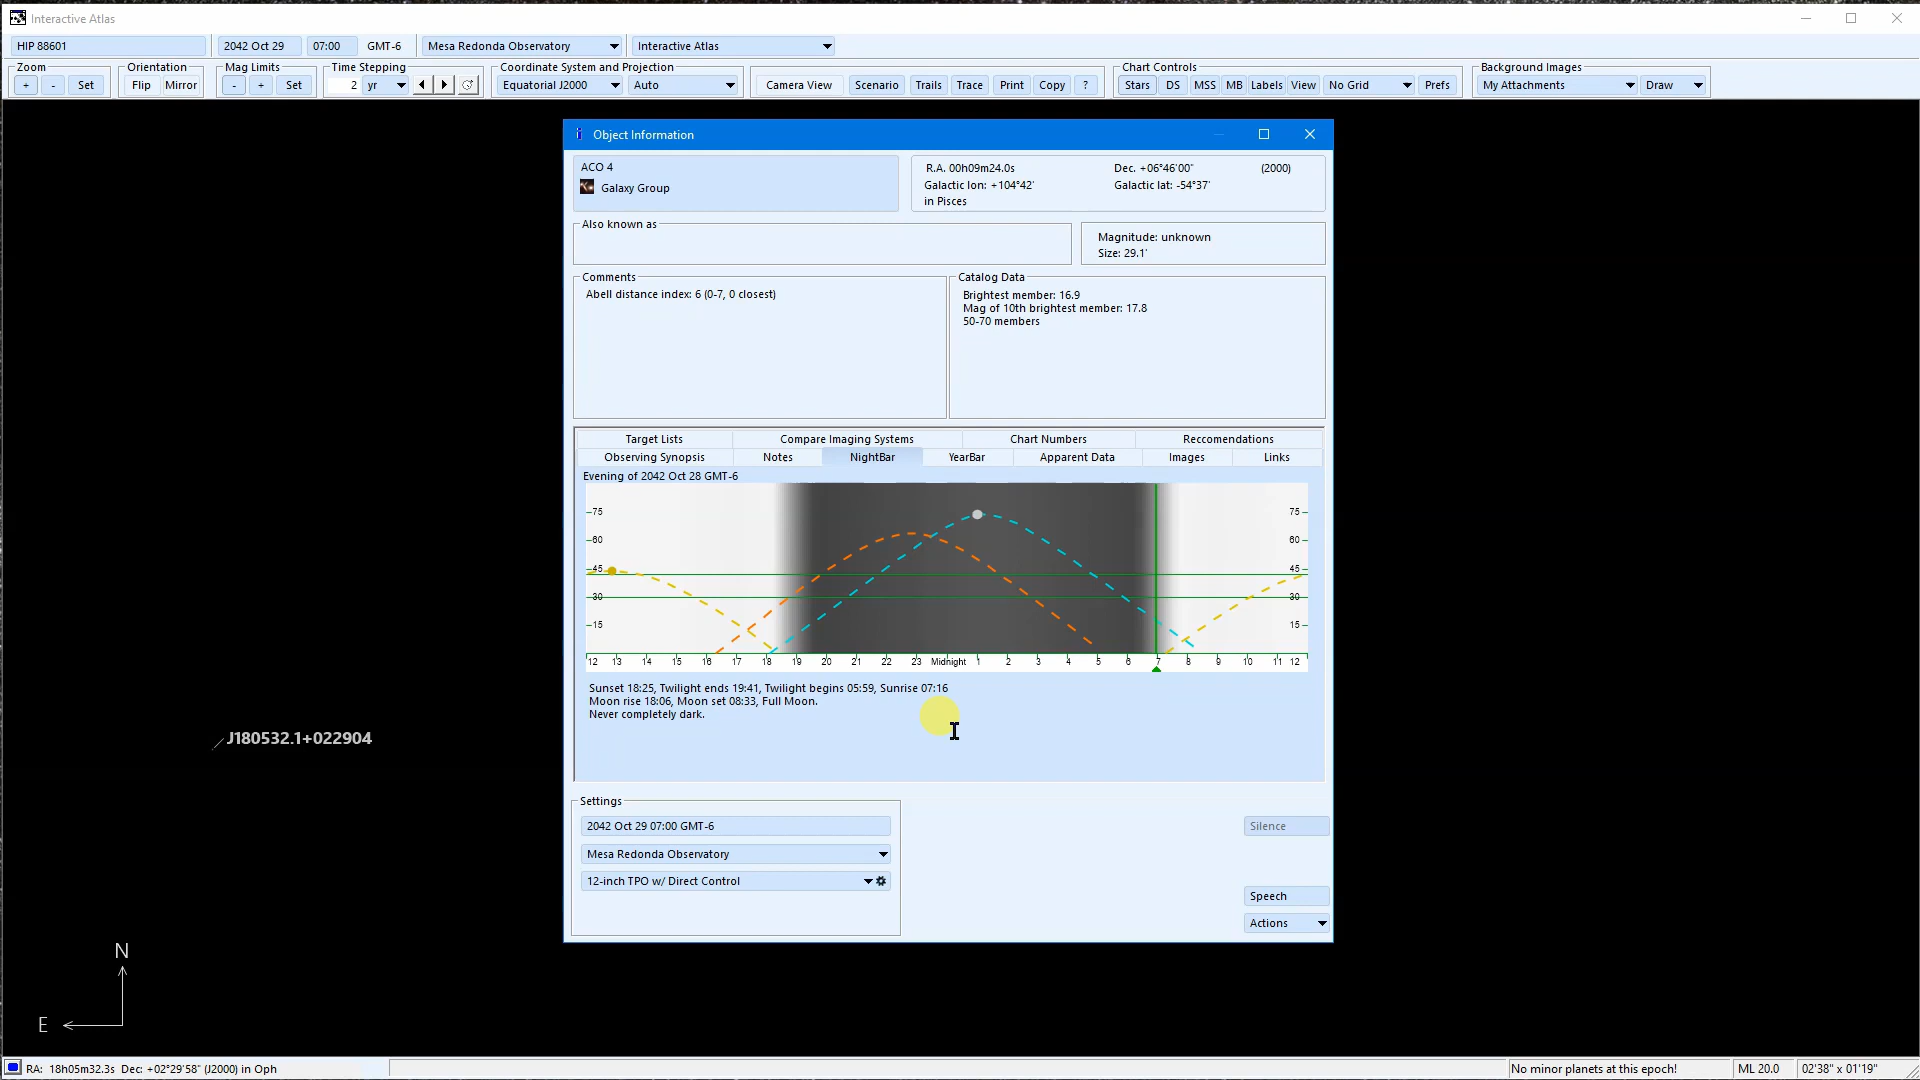 Interactive Atlas
HIP 88601
2042 Oct 29
07:00
GMT-6
Mesa Redonda Observatory
Interactive Atlas
Zoom
Orientation
Mag Limits
Time Stepping
Coordinate System and Projection
Chart Controls
Background Images
+
-
Set
Flip
Mirror
-
+
Set
2
yr
Equatorial J2000
Auto
Camera View
Scenario
Trails
Trace
Print
Copy
?
Stars
DS
MSS
MB
Labels
View
No Grid
Prefs
My Attachments
Draw
i
Object Information
ACO 4
Galaxy Group
R.A. 00h09m24.0s
Dec. +06°46'00"
(2000)
Galactic lon: +104°42'
Galactic lat: -54°37'
in Pisces
Also known as
Magnitude: unknown
Size: 29.1'
Comments
Abell distance index: 6 (0-7, 0 closest)
Catalog Data
Brightest member: 16.9
Mag of 10th brightest member: 17.8
50-70 members
Target Lists
Compare Imaging Systems
Chart Numbers
Reccomendations
Observing Synopsis
Notes
NightBar
YearBar
Apparent Data
Images
Links
Evening of 2042 Oct 28 GMT-6
75
75
60
60
45
45
30
30
15
15
12 13 14 15 16 17 18 19 20 21 22 23 Midnight 1 2 3 4 5 6 7 8 9 10 11 12
Sunset 18:25, Twilight ends 19:41, Twilight begins 05:59, Sunrise 07:16
Moon rise 18:06, Moon set 08:33, Full Moon.
Never completely dark.
Settings
2042 Oct 29 07:00 GMT-6
Mesa Redonda Observatory
12-inch TPO w/ Direct Control
Silence
Speech
Actions
J180532.1+022904
N
E
RA: 18h05m32.3s Dec: +02°29'58" (J2000) in Oph
No minor planets at this epoch!
ML 20.0
02'38" x 01'19"